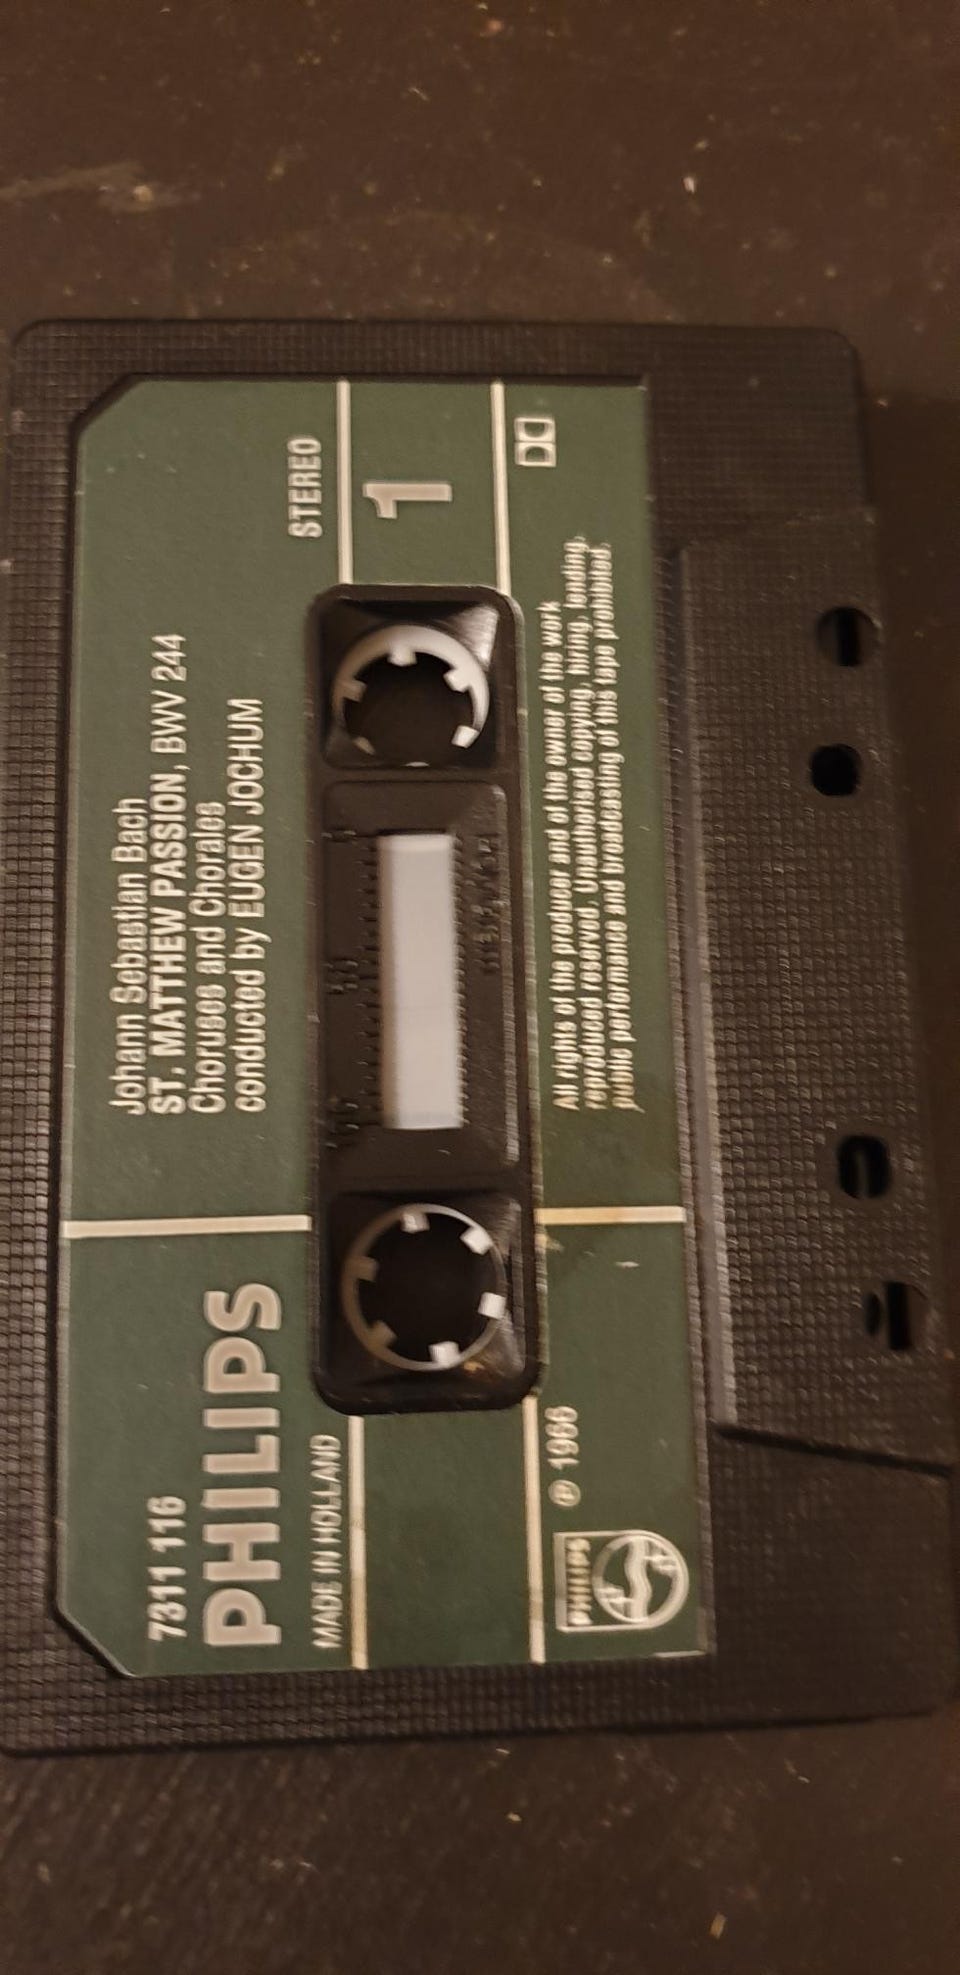 Johann Sebastian Bach
ST. MATTHEW PASSION, BWV 244
Choruses and Chorales
conducted by EUGEN JOCHUM
7311 116
PHILIPS
MADE IN HOLLAND
STEREO
1
All rights of the producer and of the owner of the work
reproduced reserved. Unauthorised copying, hiring, lending,
public performance and broadcasting of this tape prohibited.
℗ 1966
PHILIPS